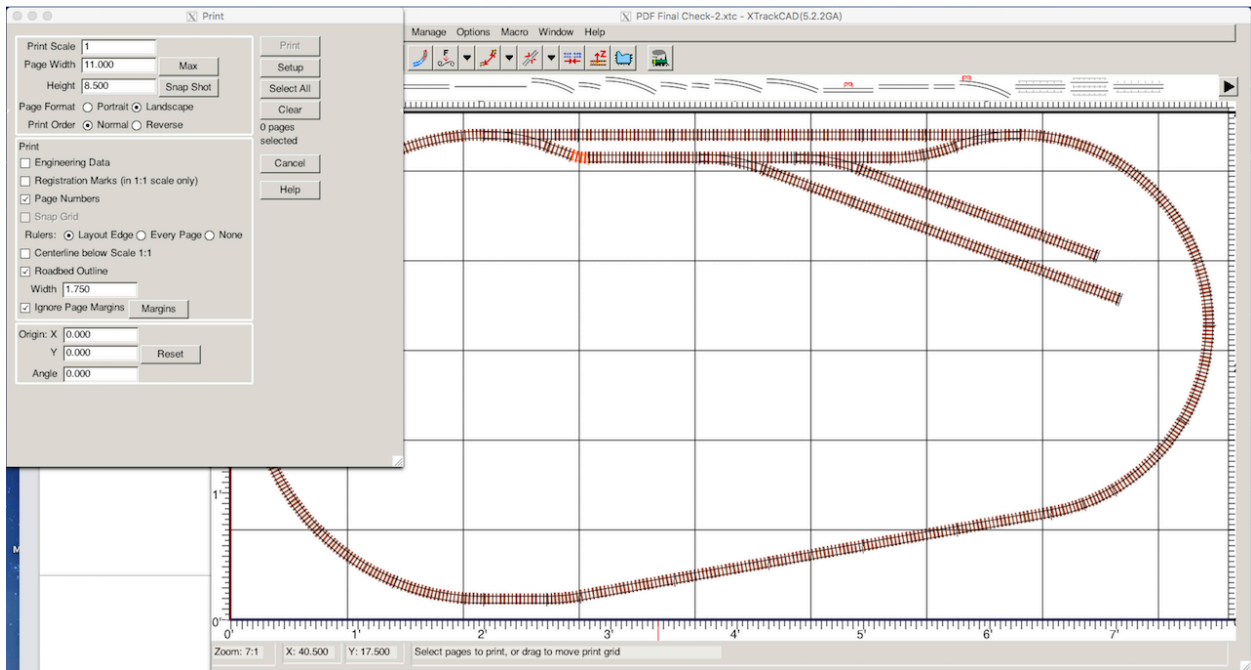 Print
PDF Final Check-2.xtc - XTrackCAD(5.2.2GA)
Manage Options Macro Window Help
Print Scale 1
Print
Page Width 11.000 Max
Setup
Height 8.500 Snap Shot
Select All
Page Format Portrait Landscape
Clear
Print Order Normal Reverse
0 pages
selected
Print
Engineering Data
Cancel
Registration Marks (in 1:1 scale only)
Help
Page Numbers
Snap Grid
Rulers: Layout Edge Every Page None
Centerline below Scale 1:1
Roadbed Outline
Width 1.750
Ignore Page Margins Margins
Origin: X 0.000
Y 0.000 Reset
Angle 0.000
1'
M
0'
0' 1' 2' 3' 4' 5' 6' 7'
Zoom: 7:1 X: 40.500 Y: 17.500 Select pages to print, or drag to move print grid